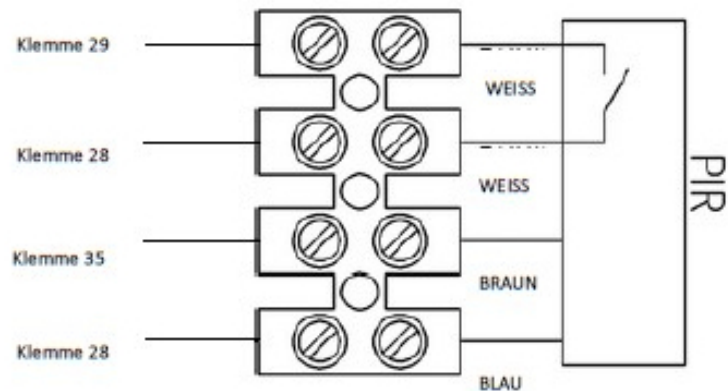 Klemme 29
WEISS
Klemme 28
WEISS
Klemme 35
BRAUN
Klemme 28
BLAU
PIR